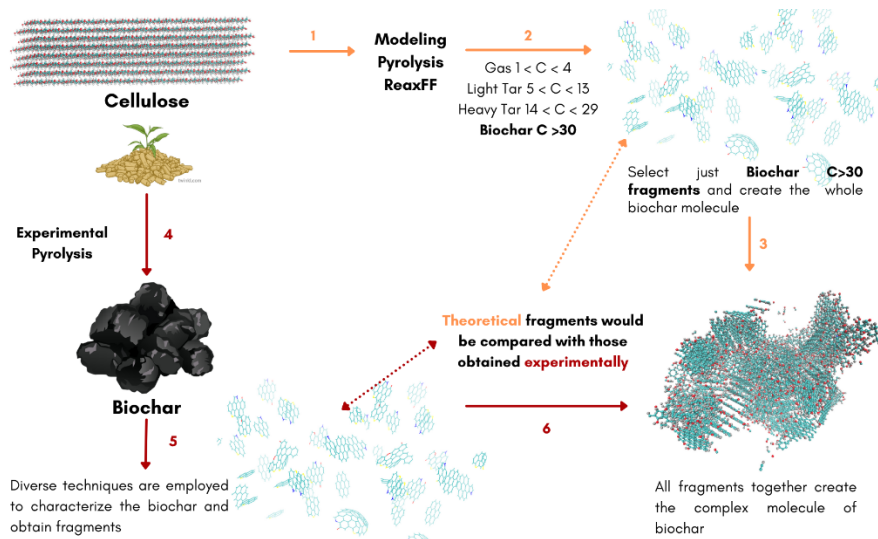 1
2
Modeling
Pyrolysis
ReaxFF
Gas 1 < C < 4
Light Tar 5 < C < 13
Heavy Tar 14 < C < 29
Biochar C >30
Cellulose
Select just Biochar C>30
fragments and create the whole
biochar molecule
3
Experimental
Pyrolysis
4
Theoretical fragments would
be compared with those
obtained experimentally
Biochar
5
6
Diverse techniques are employed
to characterize the biochar and
obtain fragments
All fragments together create
the complex molecule of
biochar